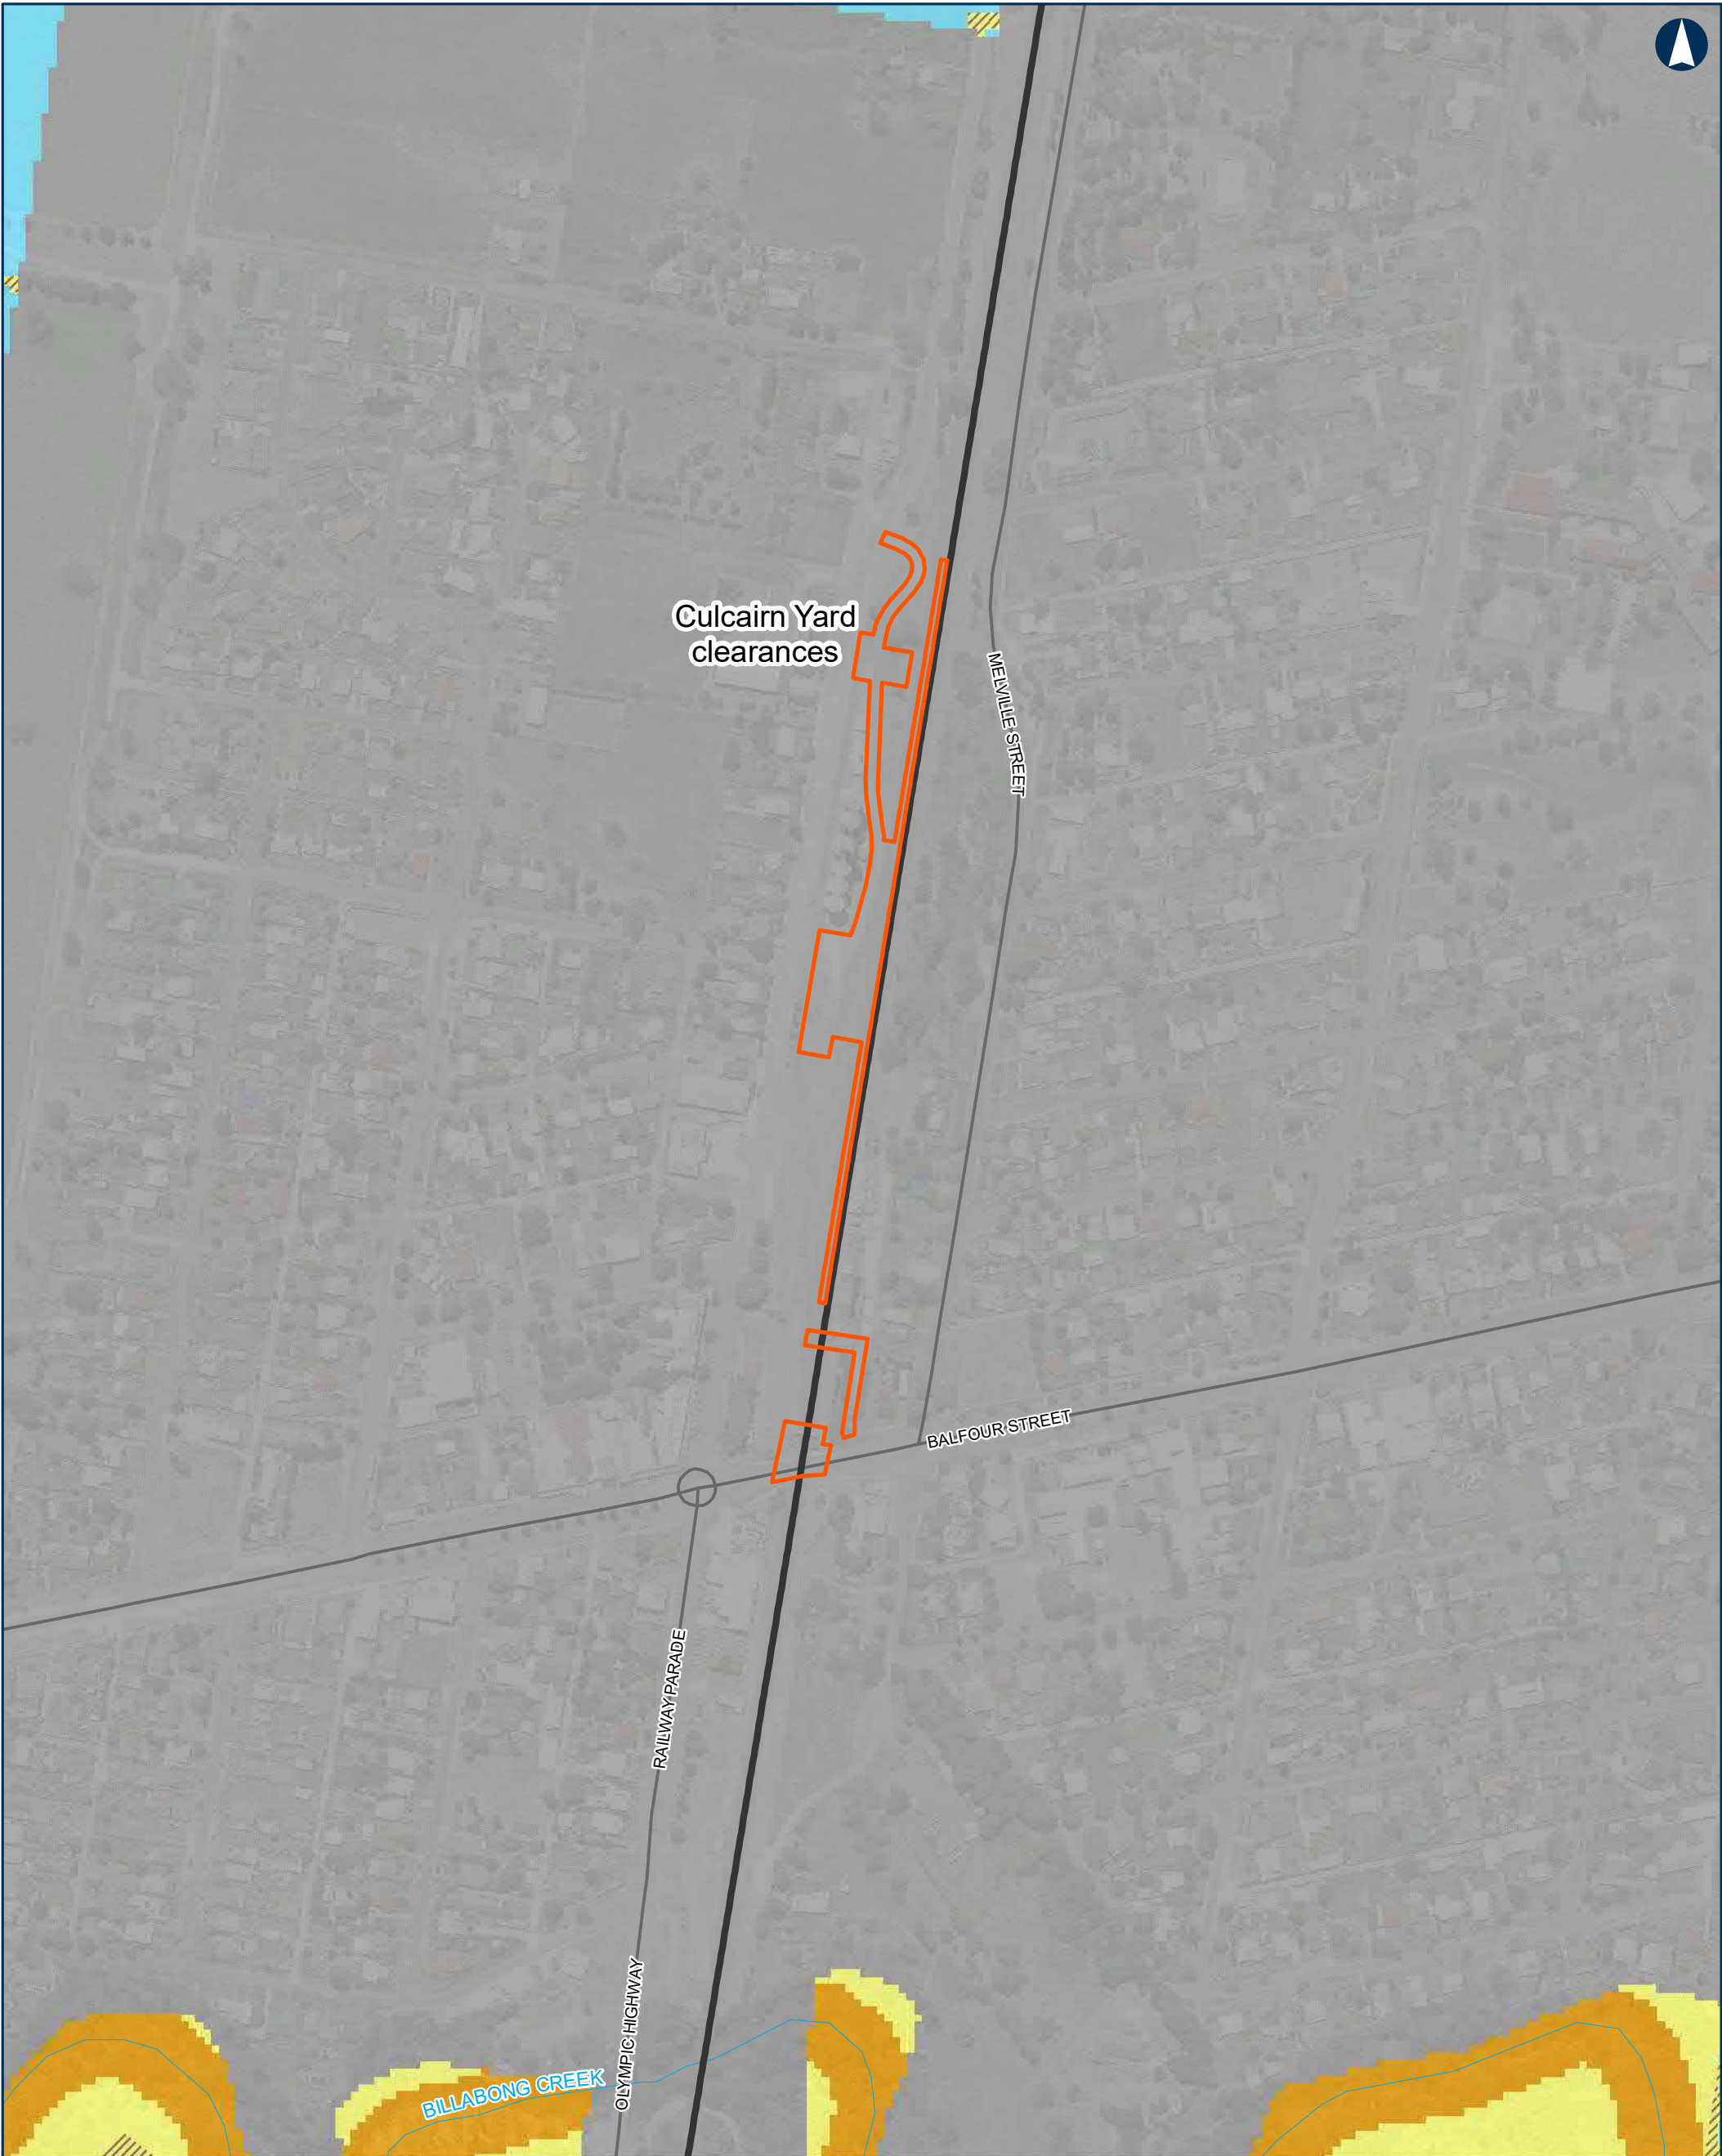 Culcairn Yard
clearances
MELVILLE STREET
BALFOUR STREET
RAILWAY PARADE
OLYMPIC HIGHWAY
BILLABONG CREEK